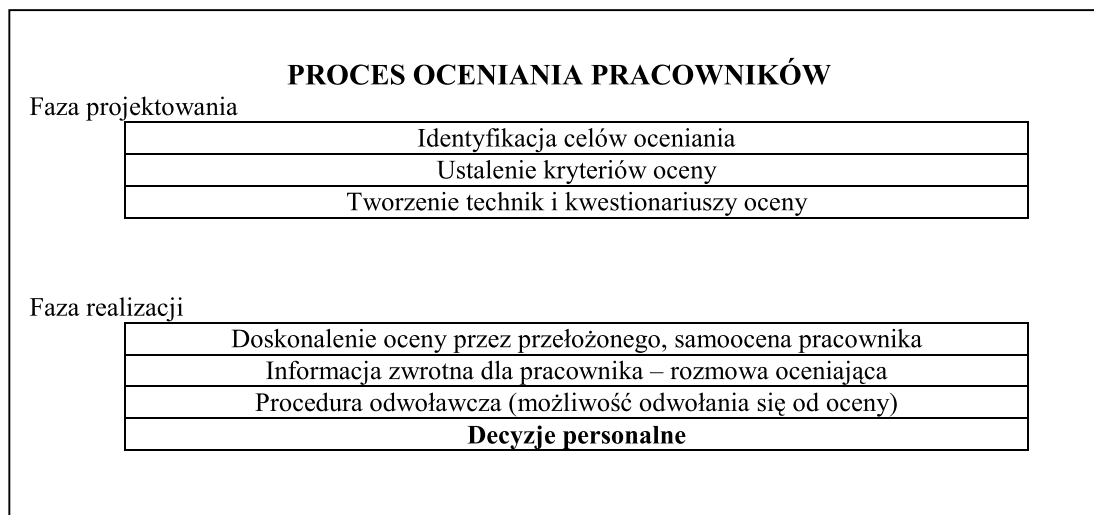 PROCES OCENIANIA PRACOWNIKÓW
Faza projektowania
Identyfikacja celów oceniania
Ustalenie kryteriów oceny
Tworzenie technik i kwestionariuszy oceny
Faza realizacji
Doskonalenie oceny przez przełożonego, samoocena pracownika
Informacja zwrotna dla pracownika – rozmowa oceniająca
Procedura odwoławcza (możliwość odwołania się od oceny)
Decyzje personalne